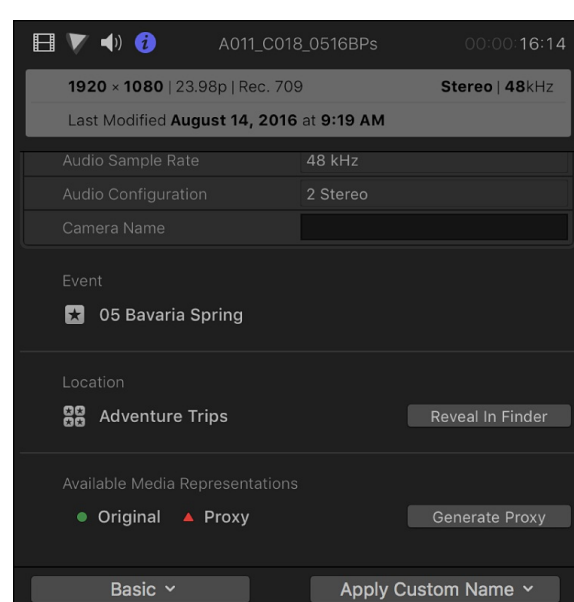 A011_C018_0516BPs 00:00:16:14
1920 × 1080 | 23.98p | Rec. 709 Stereo | 48kHz
Last Modified August 14, 2016 at 9:19 AM
Audio Sample Rate 48 kHz
Audio Configuration 2 Stereo
Camera Name
Event
05 Bavaria Spring
Location
Adventure Trips Reveal In Finder
Available Media Representations
Original Proxy Generate Proxy
Basic Apply Custom Name